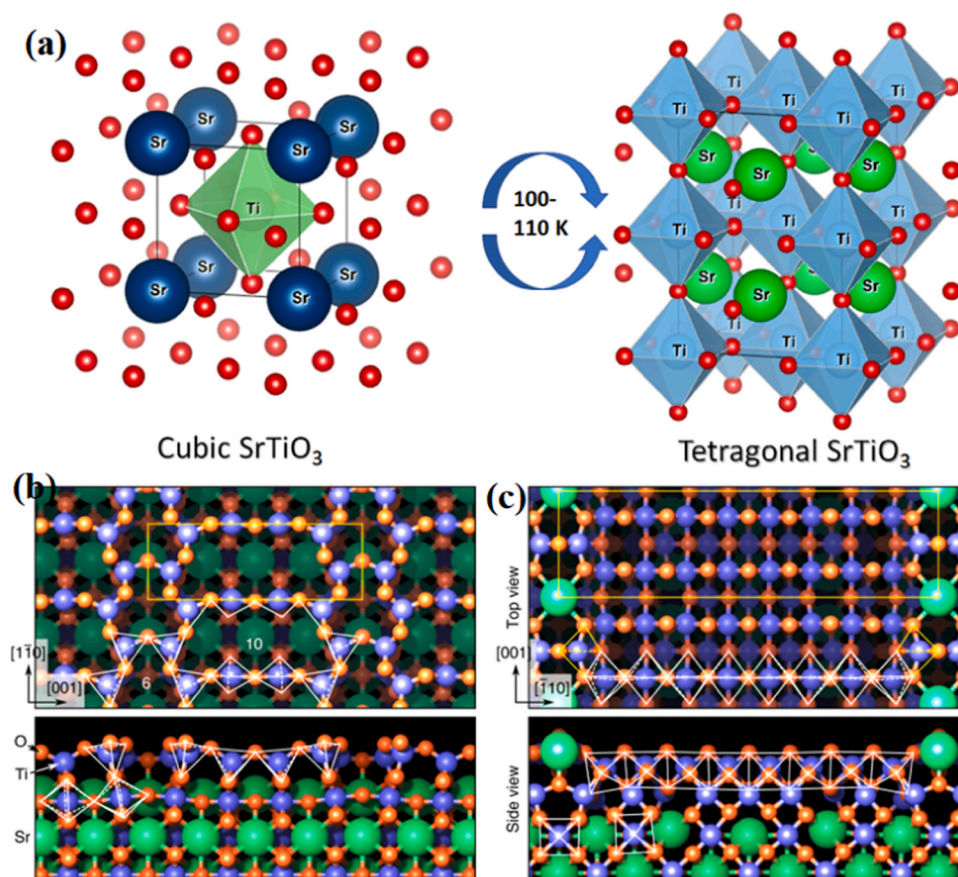 (a)
Sr
Sr
Sr
Sr
Ti
Sr
Sr
Sr
Sr
100-
110 K
Ti
Ti
Ti
Ti
Sr
Sr
Sr
Sr
Ti
Ti
Ti
Ti
Sr
Sr
Sr
Sr
Ti
Ti
Ti
Ti
Cubic SrTiO₃
Tetragonal SrTiO₃
(b)
(c)
10
6
[11̅0]
[001]
Top view
[001]
[1̅10]
O
Ti
Sr
Side view